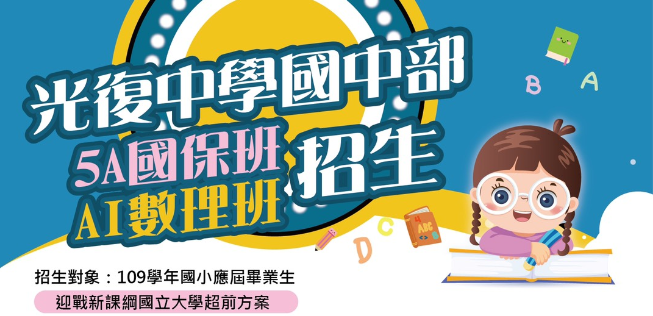 光復中學國中部
5A國保班
AI數理班
招生
B A
D C
ABC
招生對象：109學年國小應屆畢業生
迎戰新課綱國立大學超前方案